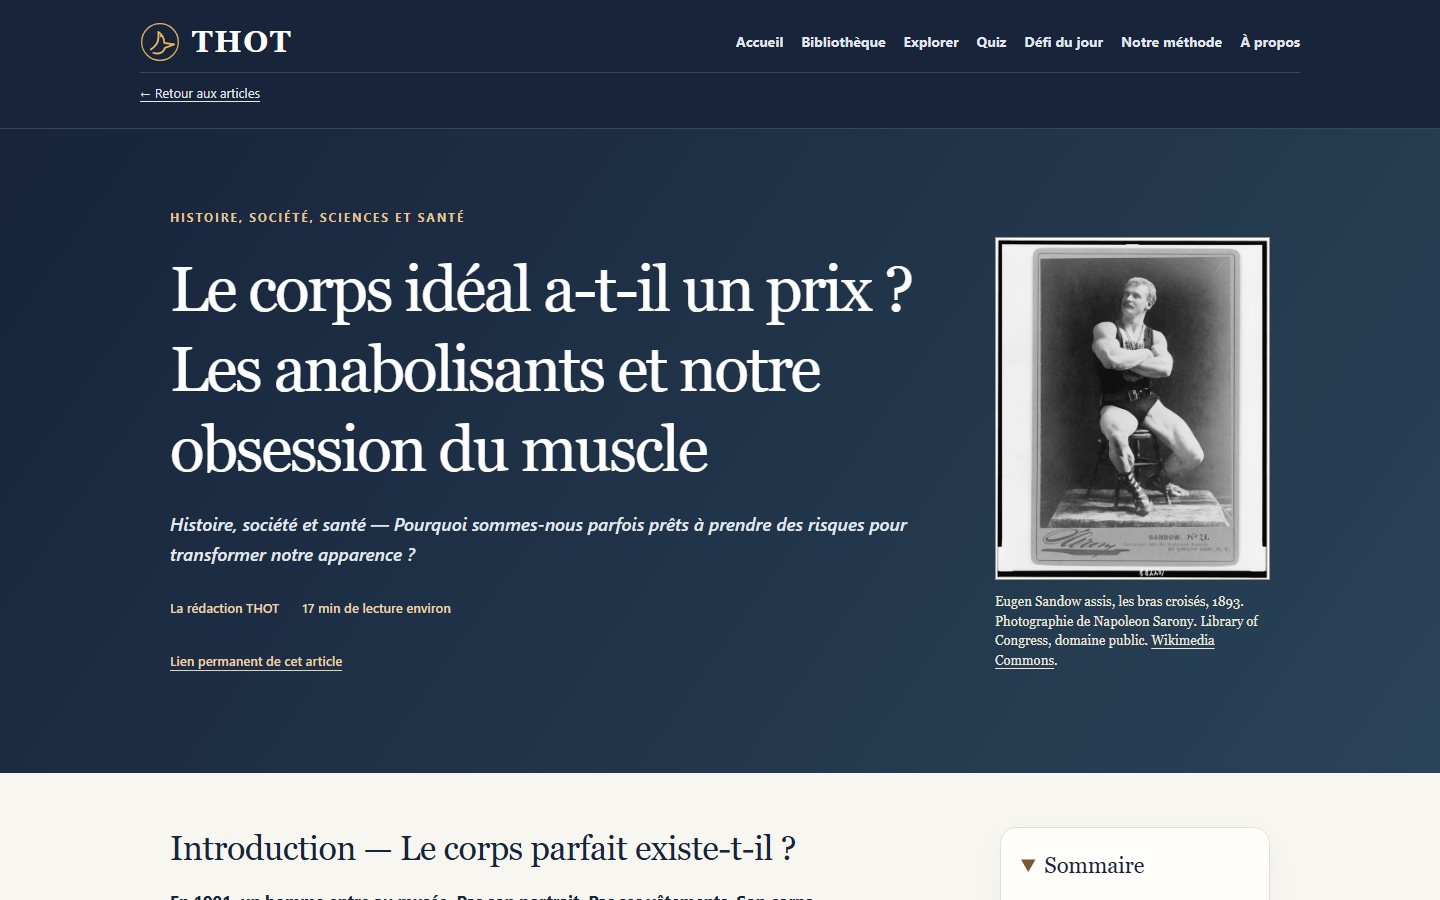 THOT
Accueil Bibliothèque Explorer Quiz Défi du jour Notre méthode À propos
← Retour aux articles
HISTOIRE, SOCIÉTÉ, SCIENCES ET SANTÉ
Le corps idéal a-t-il un prix ?
Les anabolisants et notre
obsession du muscle
Histoire, société et santé — Pourquoi sommes-nous parfois prêts à prendre des risques pour
transformer notre apparence ?
La rédaction THOT 17 min de lecture environ
Lien permanent de cet article
SANDOW. Nº 21.
Eugen Sandow assis, les bras croisés, 1893.
Photographie de Napoleon Sarony. Library of
Congress, domaine public. Wikimedia
Commons.
Introduction — Le corps parfait existe-t-il ?
Sommaire